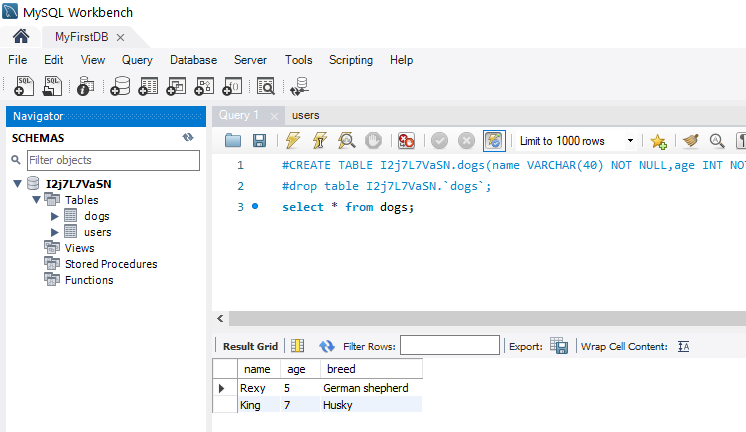 MySQL Workbench
MyFirstDB ×
File Edit View Query Database Server Tools Scripting Help
Navigator
SCHEMAS
Filter objects
I2j7L7VaSN
Tables
dogs
users
Views
Stored Procedures
Functions
Query 1 × users
Limit to 1000 rows
1 #CREATE TABLE I2j7L7VaSN.dogs(name VARCHAR(40) NOT NULL,age INT NO
2 #drop table I2j7L7VaSN.`dogs`;
3 select * from dogs;
Result Grid Filter Rows: Export: Wrap Cell Content:
name age breed
Rexy 5 German shepherd
King 7 Husky